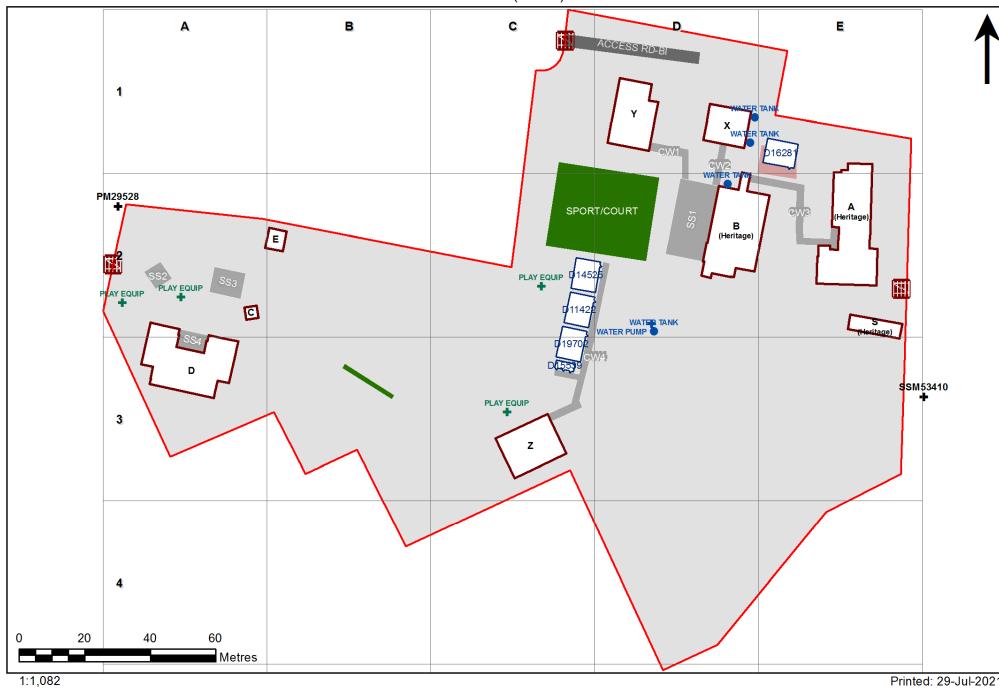 A
B
C
D
E
ACCESS RD-BI
1
Y
X
WATER TANK
WATER TANK
CW1
D16281
CW2
WATER TANK
PM29528
A
(Heritage)
SPORT/COURT
SS1
CW3
B
(Heritage)
E
2
SS2
PLAY EQUIP
PLAY EQUIP
SS3
PLAY EQUIP
D14525
C
D11422
WATER TANK
WATER PUMP
S
(Heritage)
SS4
D19702
CW4
D
SSM53410
PLAY EQUIP
3
Z
4
0 20 40 60
Metres
1:1,082
Printed: 29-Jul-2021